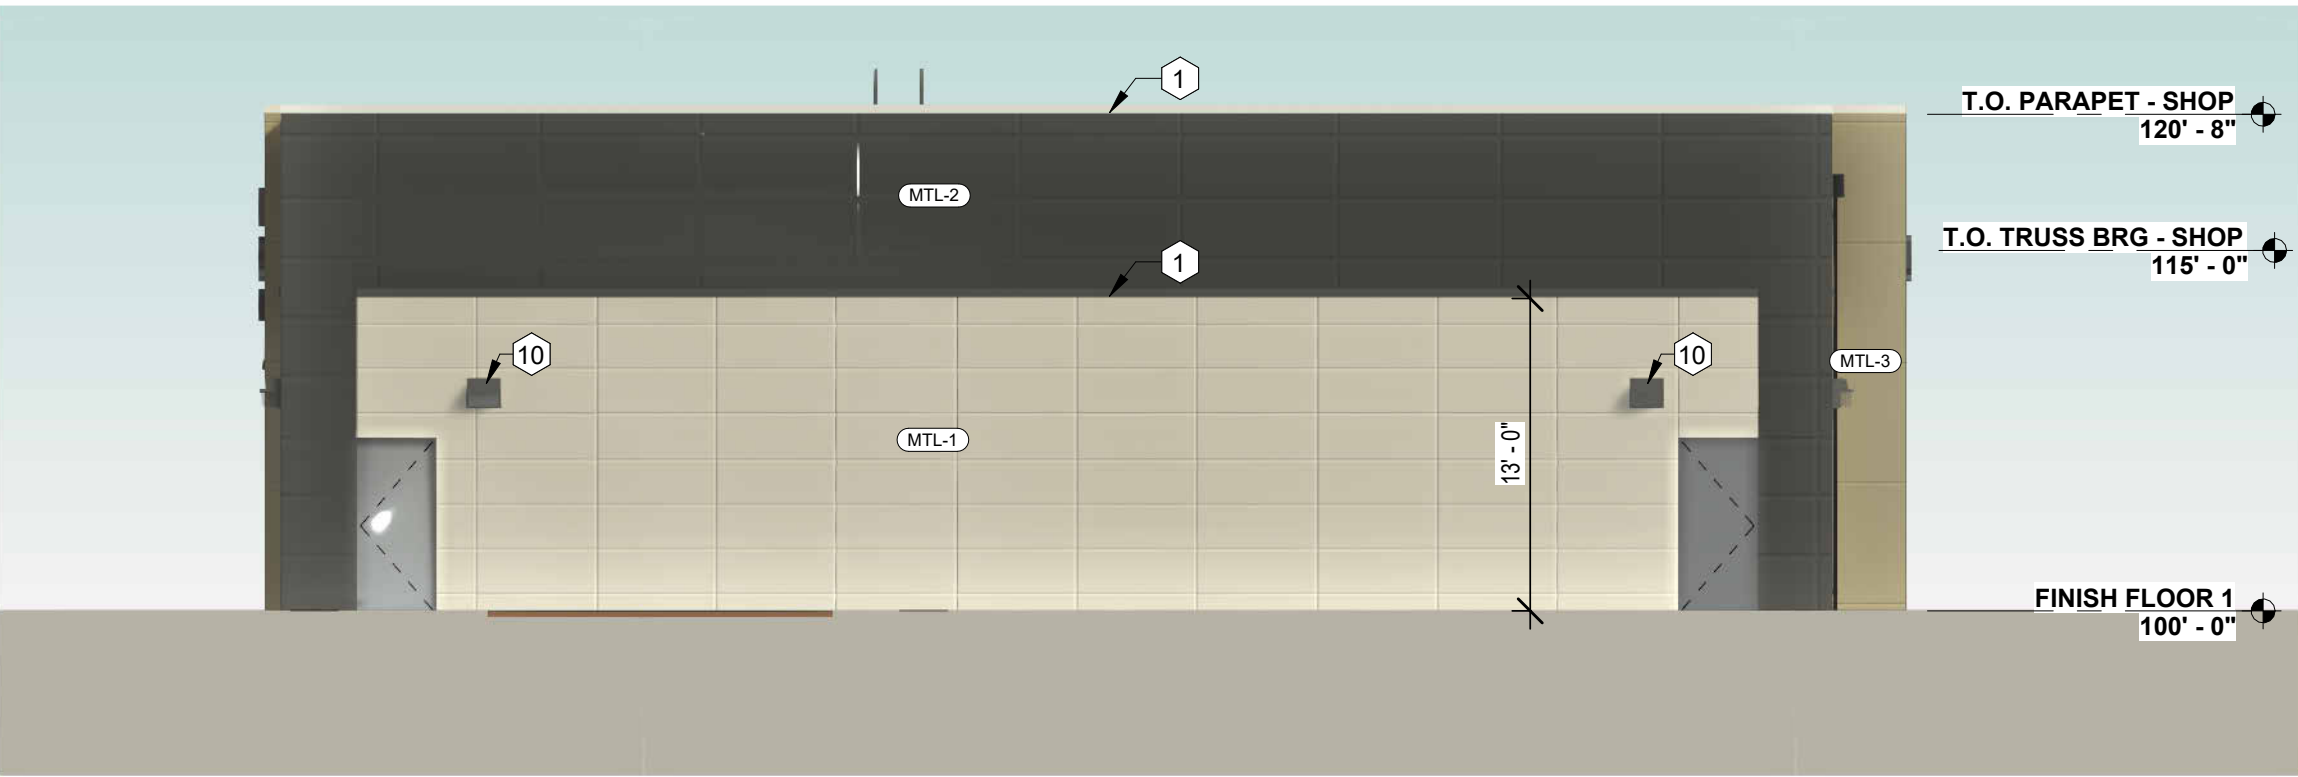 1
T.O. PARAPET - SHOP
120' - 8"
MTL-2
T.O. TRUSS BRG - SHOP
115' - 0"
1
10
10
MTL-3
MTL-1
13' - 0"
FINISH FLOOR 1
100' - 0"